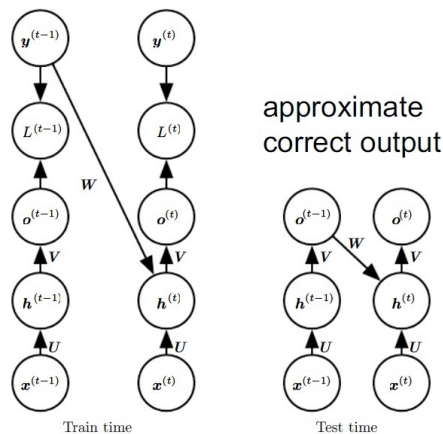 y^(t−1) y^(t)
L^(t−1) L^(t)
approximate
correct output
W
o^(t−1) o^(t) o^(t−1) o^(t)
W
V V V V
h^(t−1) h^(t) h^(t−1) h^(t)
U U U U
x^(t−1) x^(t) x^(t−1) x^(t)
Train time Test time